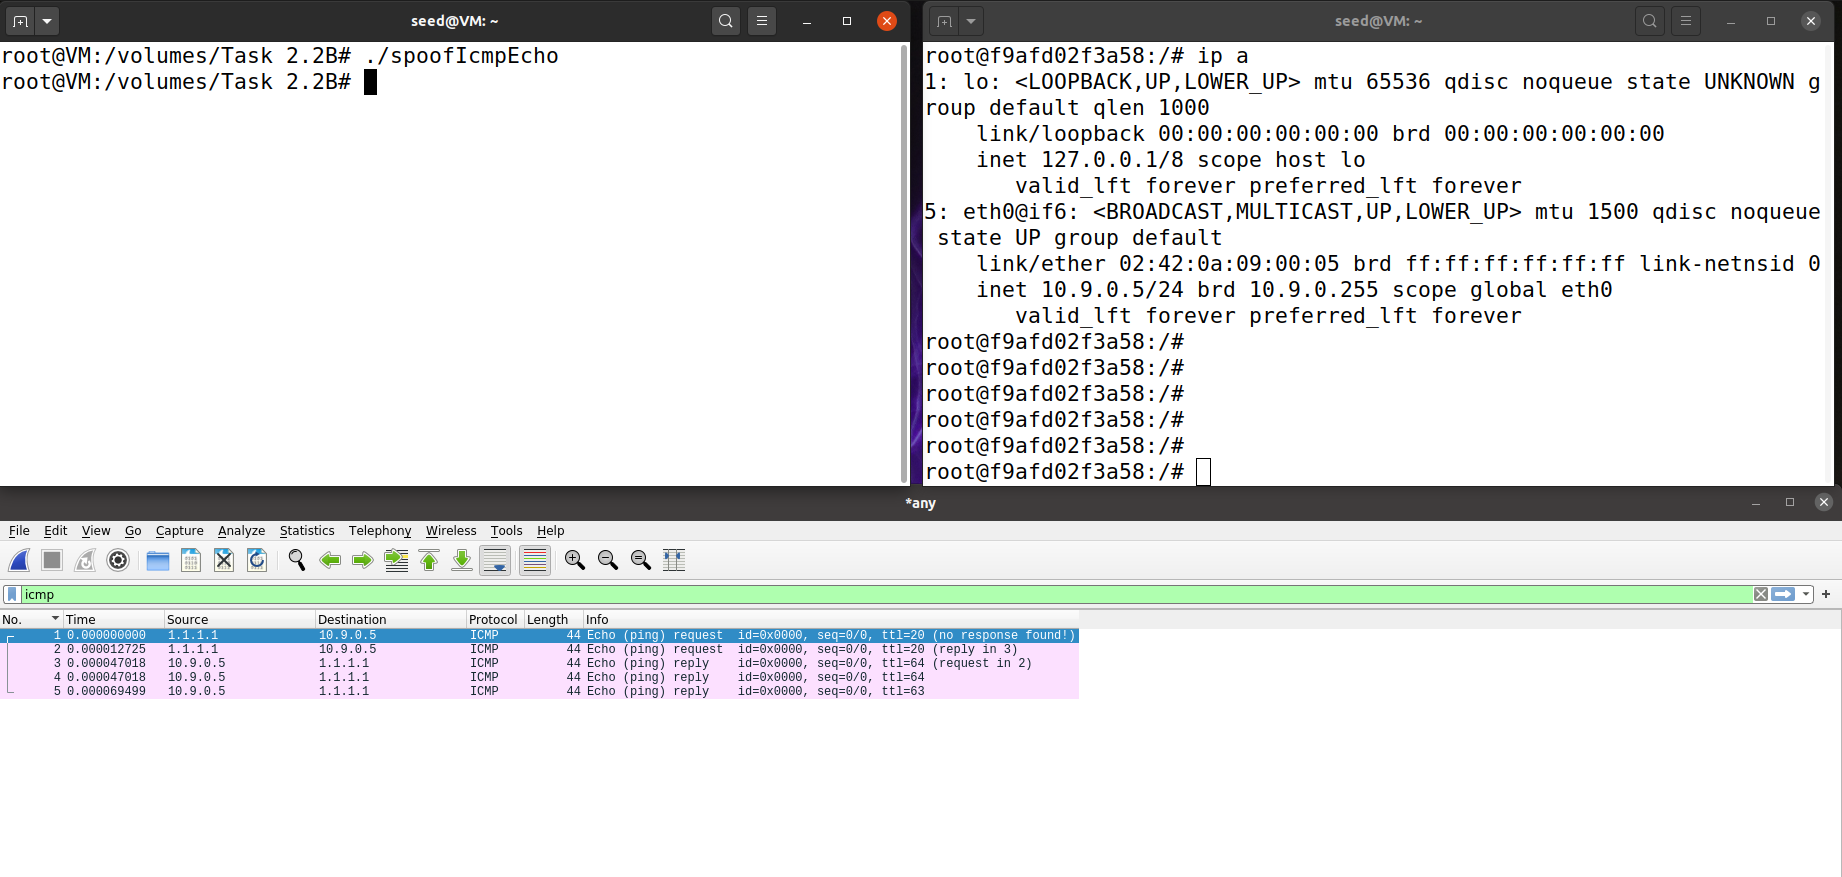 seed@VM: ~
root@VM:/volumes/Task 2.2B# ./spoofIcmpEcho
root@VM:/volumes/Task 2.2B#
seed@VM: ~
root@f9afd02f3a58:/# ip a
1: lo: <LOOPBACK,UP,LOWER_UP> mtu 65536 qdisc noqueue state UNKNOWN g
roup default qlen 1000
    link/loopback 00:00:00:00:00:00 brd 00:00:00:00:00:00
    inet 127.0.0.1/8 scope host lo
       valid_lft forever preferred_lft forever
5: eth0@if6: <BROADCAST,MULTICAST,UP,LOWER_UP> mtu 1500 qdisc noqueue
 state UP group default
    link/ether 02:42:0a:09:00:05 brd ff:ff:ff:ff:ff:ff link-netnsid 0
    inet 10.9.0.5/24 brd 10.9.0.255 scope global eth0
       valid_lft forever preferred_lft forever
root@f9afd02f3a58:/#
root@f9afd02f3a58:/#
root@f9afd02f3a58:/#
root@f9afd02f3a58:/#
root@f9afd02f3a58:/#
root@f9afd02f3a58:/#
*any
File Edit View Go Capture Analyze Statistics Telephony Wireless Tools Help
icmp
No. Time Source Destination Protocol Length Info
1 0.000000000 1.1.1.1 10.9.0.5 ICMP 44 Echo (ping) request id=0x0000, seq=0/0, ttl=20 (no response found!)
2 0.000012725 1.1.1.1 10.9.0.5 ICMP 44 Echo (ping) request id=0x0000, seq=0/0, ttl=20 (reply in 3)
3 0.000047018 10.9.0.5 1.1.1.1 ICMP 44 Echo (ping) reply id=0x0000, seq=0/0, ttl=64 (request in 2)
4 0.000047018 10.9.0.5 1.1.1.1 ICMP 44 Echo (ping) reply id=0x0000, seq=0/0, ttl=64
5 0.000069499 10.9.0.5 1.1.1.1 ICMP 44 Echo (ping) reply id=0x0000, seq=0/0, ttl=63